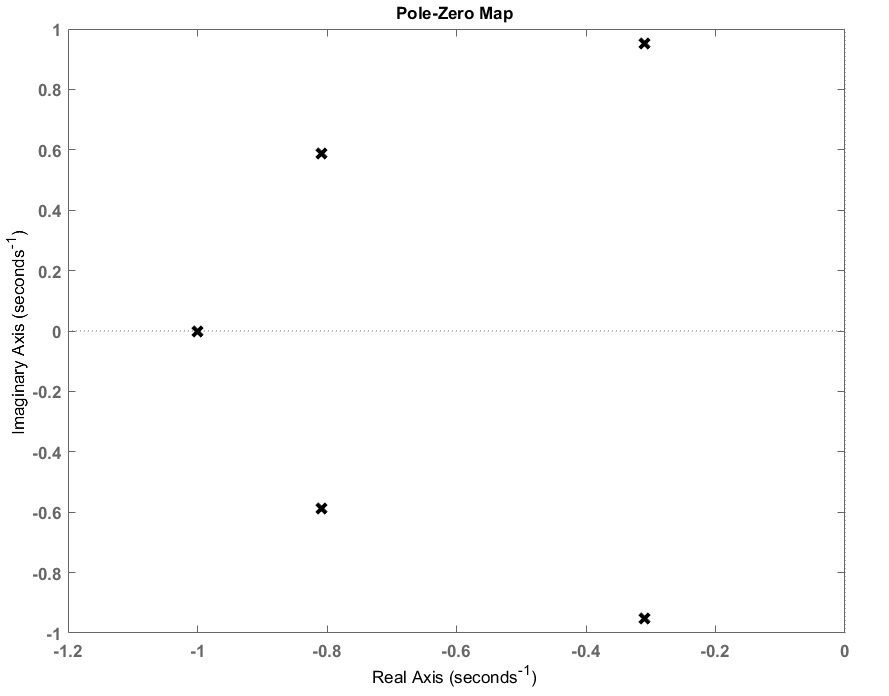 Pole-Zero Map
1
0.8
0.6
0.4
0.2
0
-0.2
-0.4
-0.6
-0.8
-1
Imaginary Axis (seconds-1)
-1.2 -1 -0.8 -0.6 -0.4 -0.2 0
Real Axis (seconds-1)